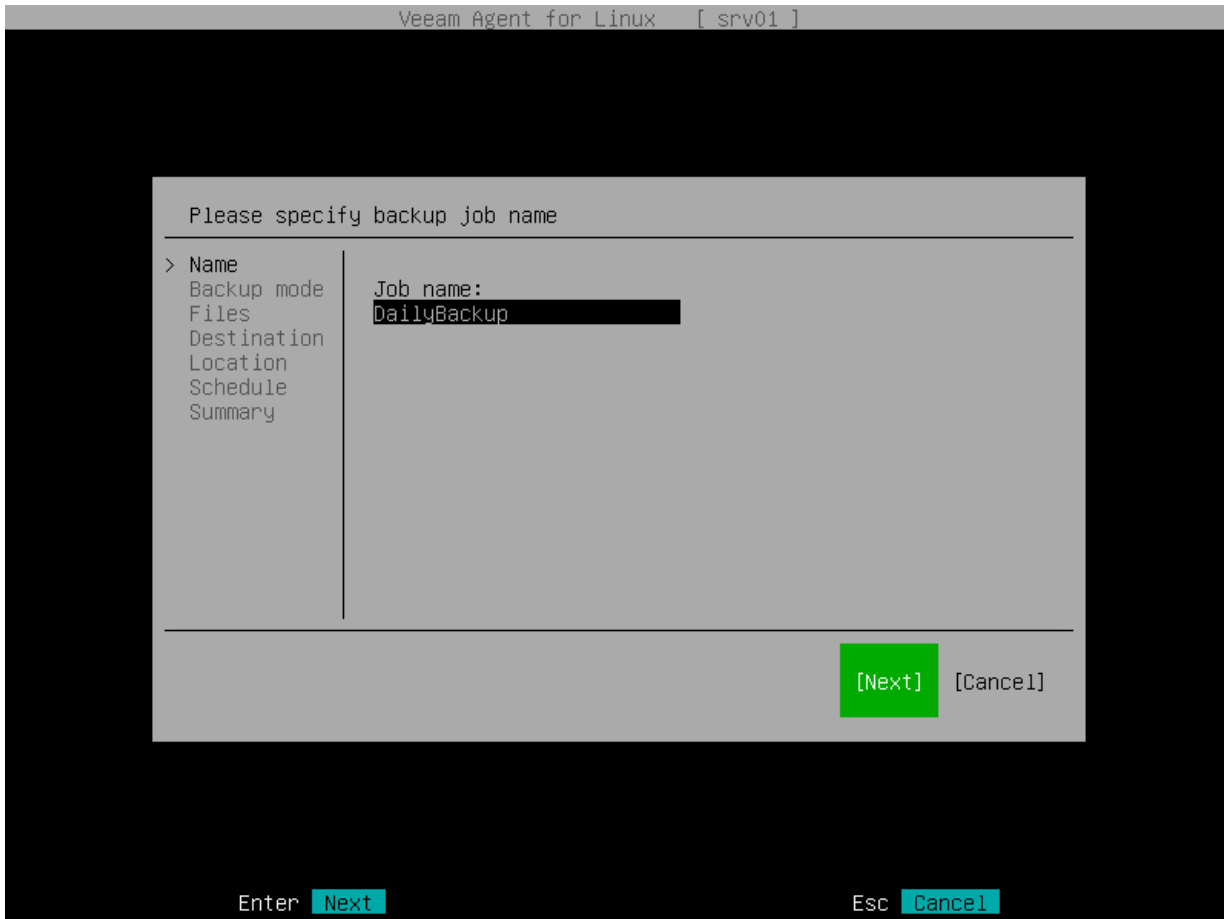 Veeam Agent for Linux [ srv01 ]
Please specify backup job name
> Name
Backup mode
Files
Destination
Location
Schedule
Summary
Job name:
DailyBackup
[Next] [Cancel]
Enter Next Esc Cancel